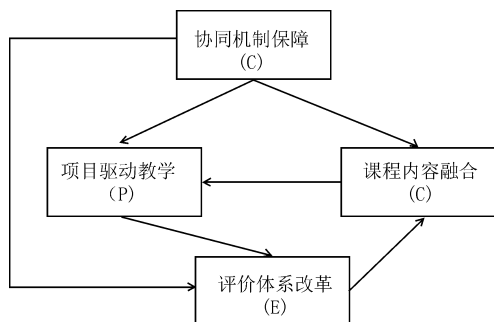 协同机制保障
(C)
项目驱动教学
（P）
课程内容融合
(C)
评价体系改革
(E)